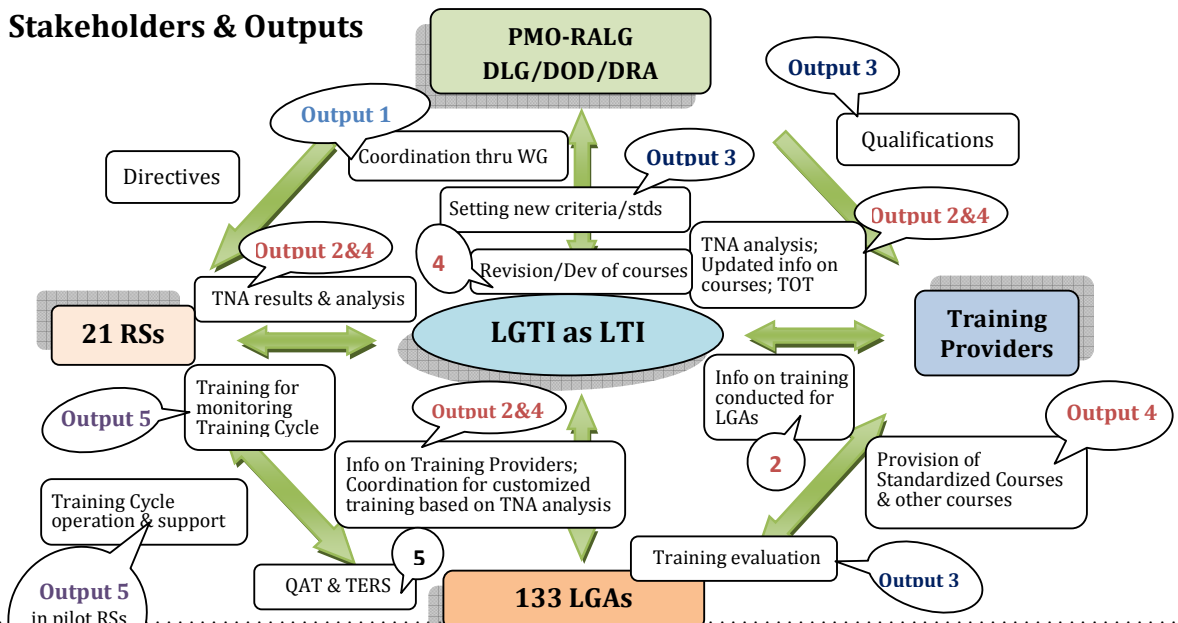 Stakeholders & Outputs
PMO-RALG
DLG/DOD/DRA
Output 3
Output 1
Qualifications
Coordination thru WG
Output 3
Directives
Setting new criteria/stds
Output 2&4
Output 2&4
TNA analysis;
Updated info on
courses; TOT
4
Revision/Dev of courses
TNA results & analysis
21 RSs
LGTI as LTI
Training
Providers
Training for
monitoring
Training Cycle
Info on training
conducted for
LGAs
Output 5
Output 2&4
Output 4
2
Info on Training Providers;
Coordination for customized
training based on TNA analysis
Provision of
Standardized Courses
& other courses
Training Cycle
operation & support
5
Training evaluation
QAT & TERS
Output 5
in pilot RSs
133 LGAs
Output 3